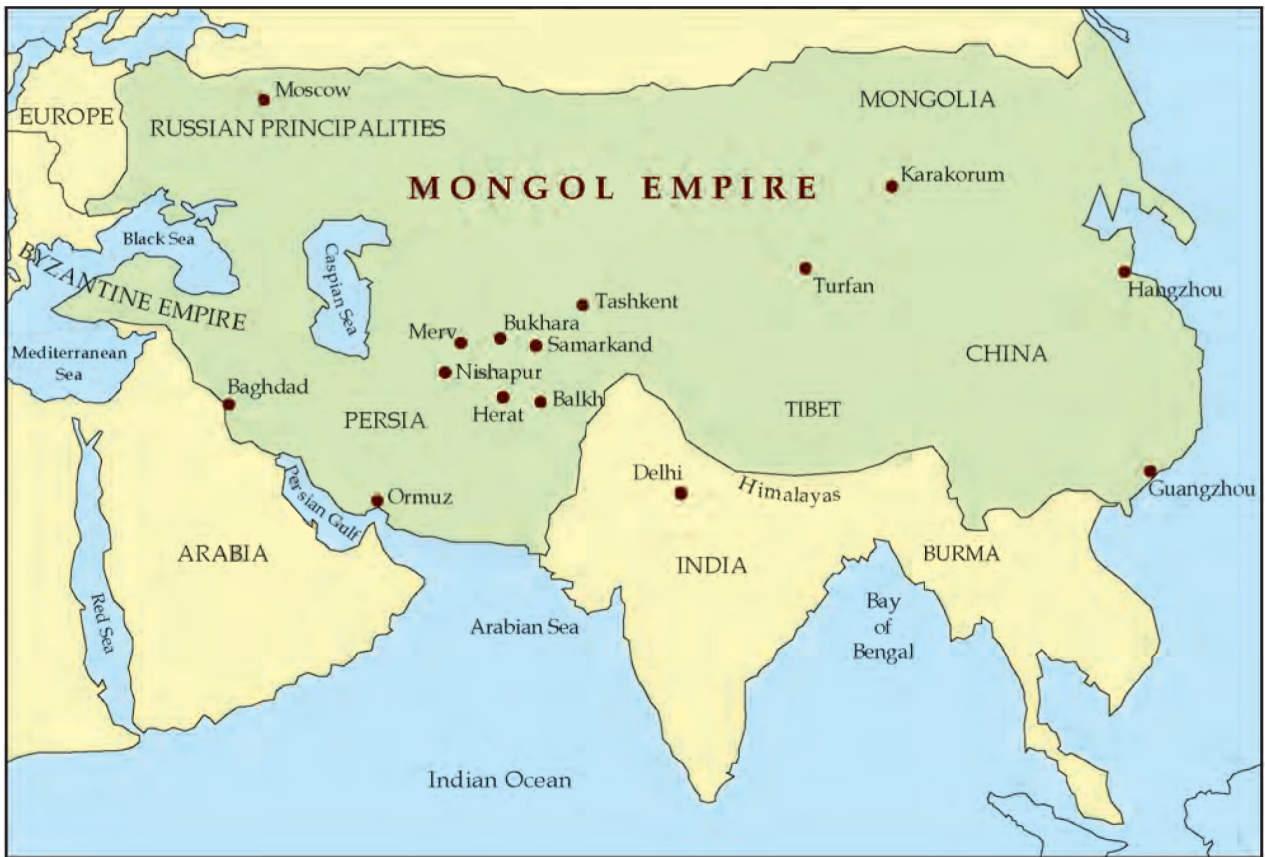 Moscow
MONGOLIA
EUROPE
RUSSIAN PRINCIPALITIES
Karakorum
MONGOL EMPIRE
Black Sea
BYZANTINE EMPIRE
Caspian Sea
Turfan
Hangzhou
Tashkent
Bukhara
Merv
Samarkand
CHINA
Mediterranean
Sea
Nishapur
Baghdad
Balkh
Herat
PERSIA
TIBET
Delhi
Himalayas
Ormuz
Guangzhou
Persian Gulf
ARABIA
INDIA
BURMA
Red Sea
Arabian Sea
Bay
of
Bengal
Indian Ocean